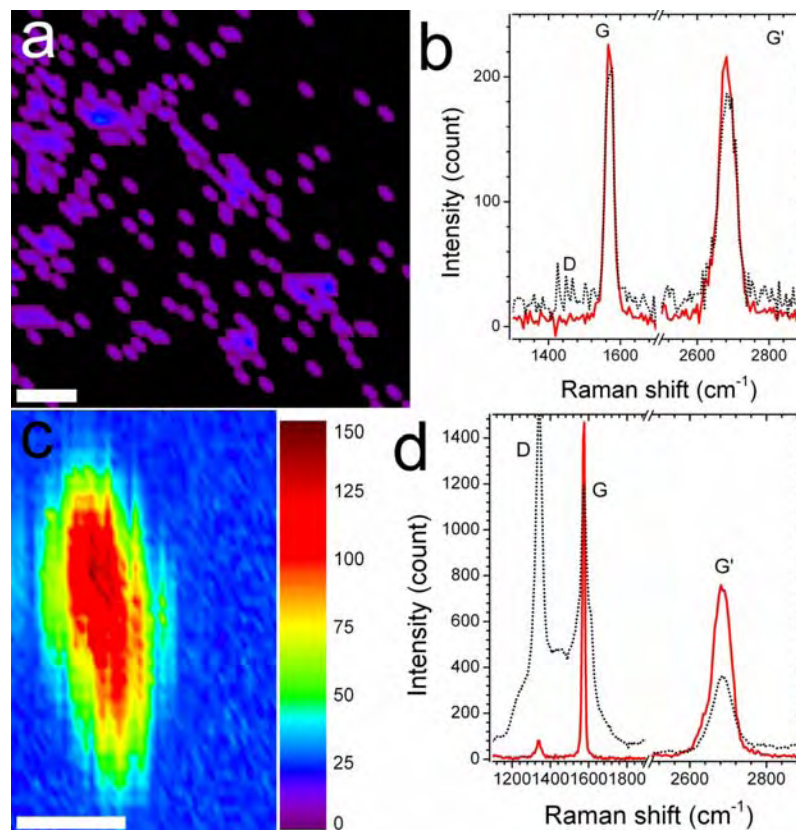 a
b
G
G'
D
200
100
0
Intensity (count)
1400 1600 2600 2800
Raman shift (cm⁻¹)
c
150
125
100
75
50
25
0
d
D
G
G'
1400
1200
1000
800
600
400
200
0
Intensity (count)
1200 1400 1600 1800 2600 2800
Raman shift (cm⁻¹)